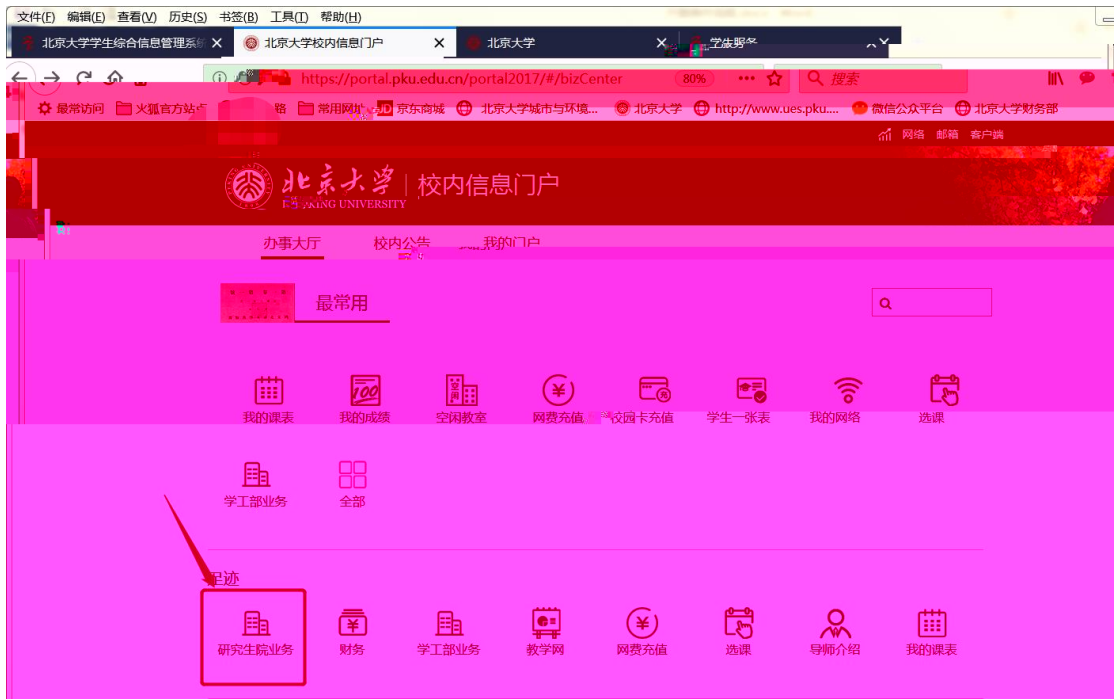 文件(F) 编辑(E) 查看(V) 历史(S) 书签(B) 工具(T) 帮助(H)
北京大学学生综合信息管理系统 北京大学校内信息门户 北京大学
https://portal.pku.edu.cn/portal2017/#/bizCenter 80% 搜索
最常访问 火狐官方站点 常用网址 JD 京东商城 北京大学城市与环境... 北京大学 http://www.ues.pku.... 微信公众平台 北京大学财务部
网络 邮箱 客户端
北京大学 PEKING UNIVERSITY 校内信息门户
办事大厅 校内公告 我的门户
最常用
我的课表 我的成绩 空闲教室 网费充值 校园卡充值 学生一张表 我的网络 选课
学工部业务 全部
足迹
研究生院业务 财务 学工部业务 教学网 网费充值 选课 导师介绍 我的课表